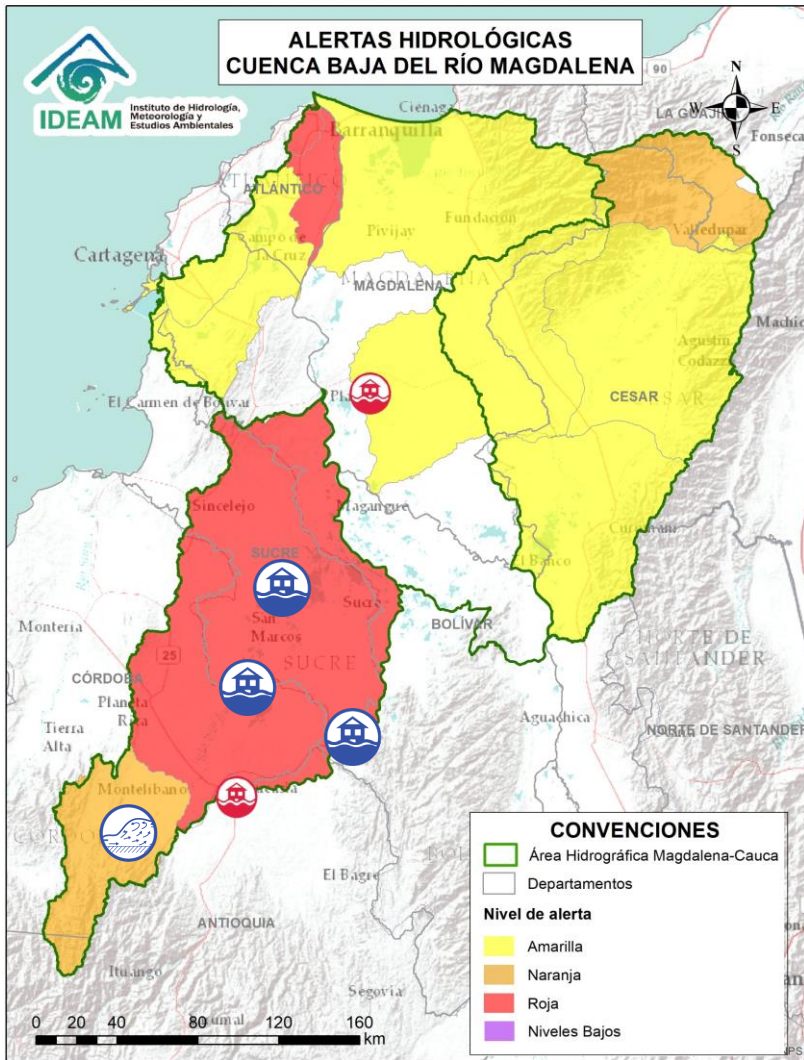 ALERTAS HIDROLÓGICAS
CUENCA BAJA DEL RÍO MAGDALENA
IDEAM
Instituto de Hidrología,
Meteorología y
Estudios Ambientales
N
W
E
S
90
LA GUAJIRA
Fonseca
Ciénaga
Barranquilla
ATLÁNTICO
Cartagena
Campo de
la Cruz
Pivijay
Fundación
Valledupar
MAGDALENA
MAGDALENA
Agustín
Codazzi
El Carmen de Bolívar
CESAR
Sincelejo
Magangué
Curumaní
SUCRE
El Banco
Sucre
San
Marcos
BOLÍVAR
Montería
25
SUCRE
NORTE DE
SANTANDER
CÓRDOBA
Planeta
Rica
Tierra
Alta
Aguachica
NORTE DE SANTANDER
Montelíbano
El Bagre
ANTIOQUIA
Ituango
Segovia
0 20 40 80 120 160
km
CONVENCIONES
Área Hidrográfica Magdalena-Cauca
Departamentos
Nivel de alerta
Amarilla
Naranja
Roja
Niveles Bajos